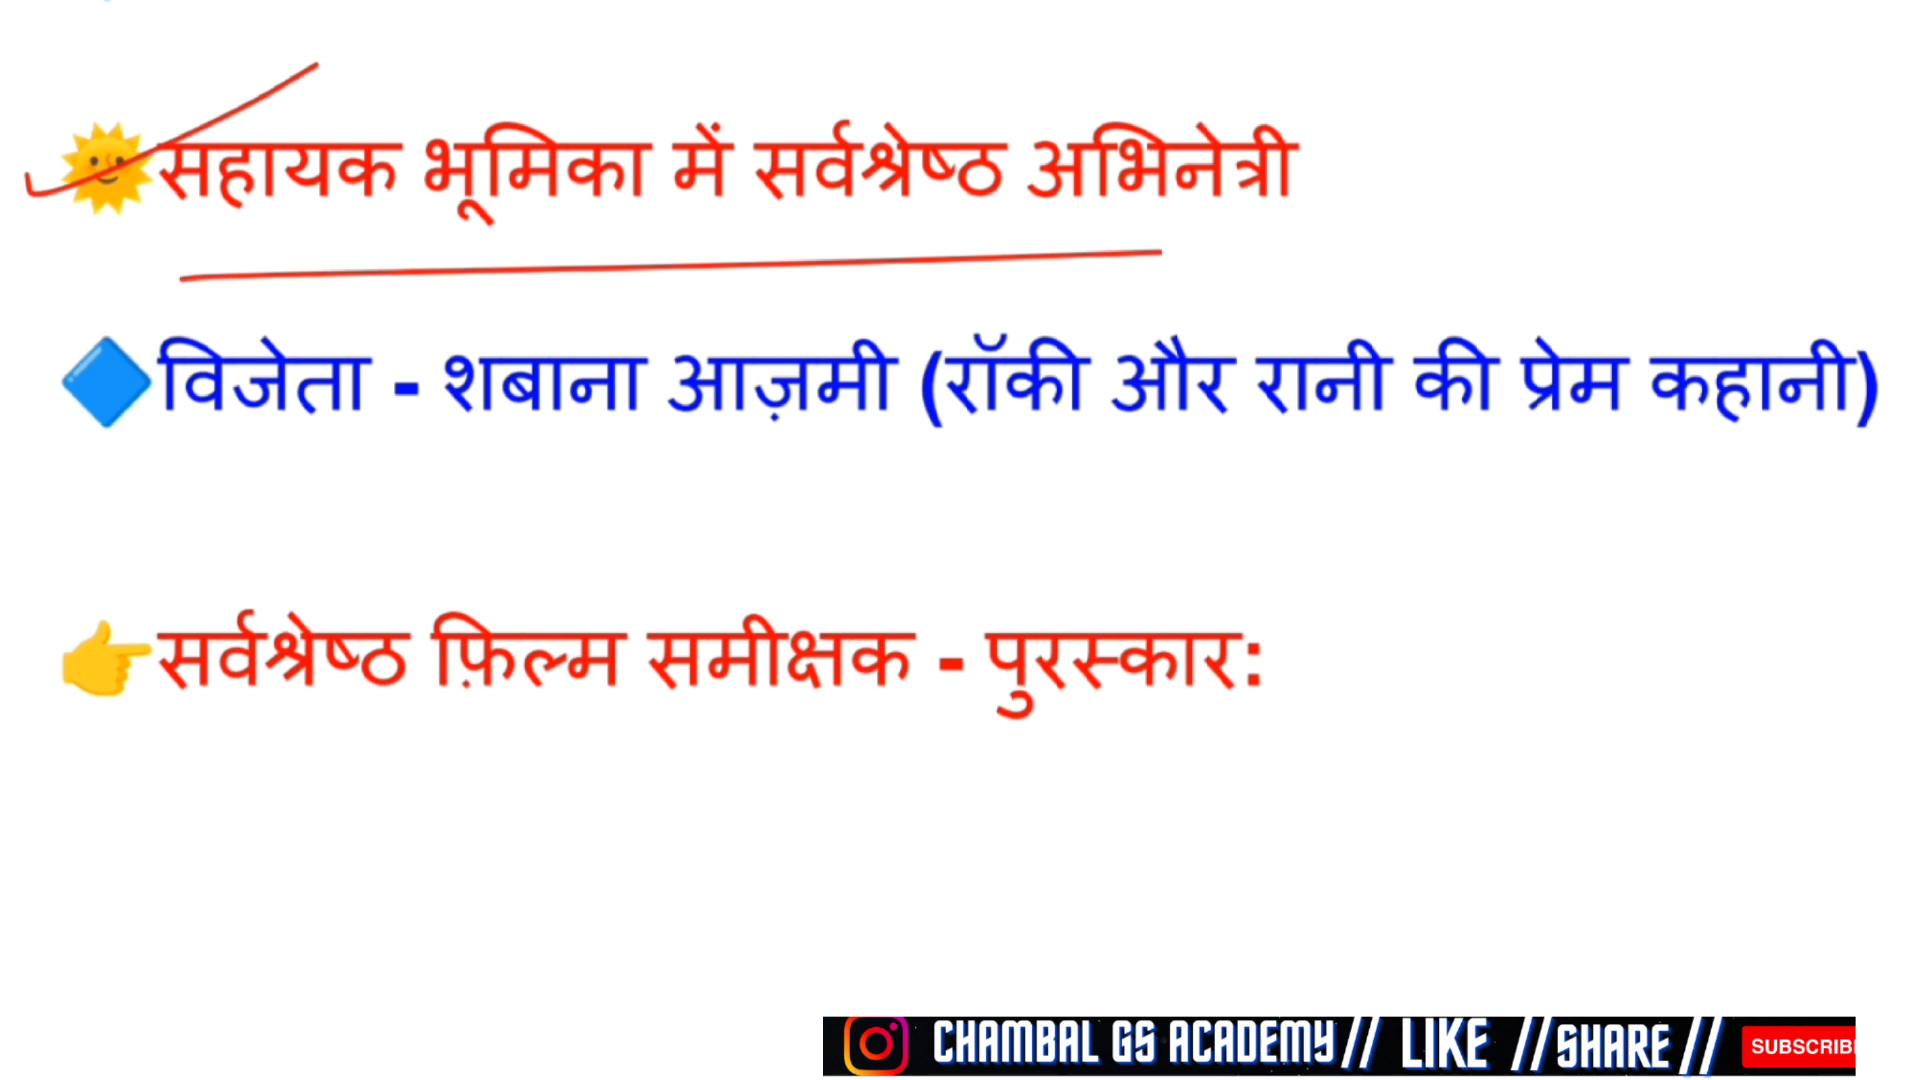 सहायक भूमिका में सर्वश्रेष्ठ अभिनेत्री
विजेता - शबाना आज़मी (रॉकी और रानी की प्रेम कहानी)
सर्वश्रेष्ठ फ़िल्म समीक्षक - पुरस्कार:
CHAMBAL GS ACADEMY// LIKE //SHARE// SUBSCRIB